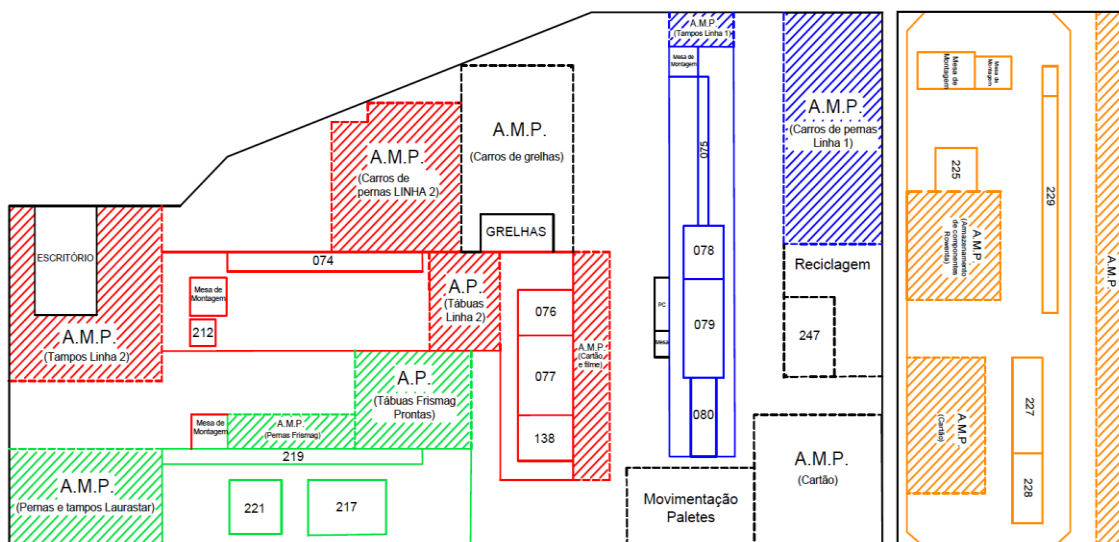 A.M.P.
(Tampos Linha 1)
Mesa de
Montagem
075
078
079
080
PC
Mesa
A.M.P.
(Carros de pernas
Linha 1)
Reciclagem
247
A.M.P.
(Cartão)
Movimentação
Paletes
A.M.P.
(Carros de grelhas)
GRELHAS
A.M.P.
(Carros de
pernas LINHA 2)
ESCRITÓRIO
A.M.P.
(Tampos Linha 2)
074
Mesa de
Montagem
212
A.P.
(Tábuas
Linha 2)
076
077
138
A.M.P.
(Cartão
e filme)
A.P.
(Tábuas Frismag
Prontas)
Mesa de
Montagem
A.M.P.
(Pernas Frismag)
219
A.M.P.
(Pernas e tampos Laurastar)
221
217
Mesa de
Montagem
Mesa de
Montagem
225
229
A.M.P.
(Armazenamento
de componentes
Rowenta)
A.M.P.
(Cartão)
227
228
A.M.P.